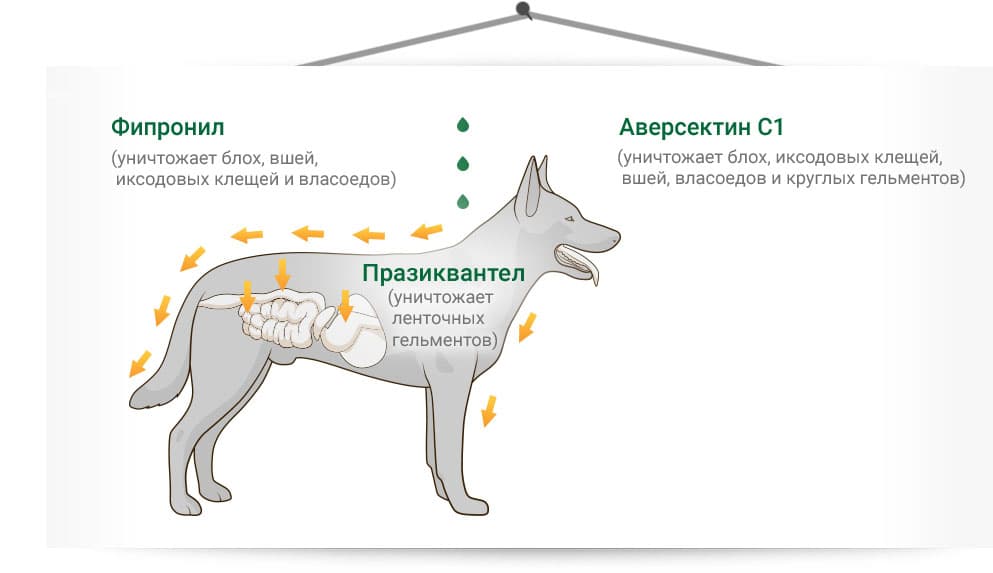 Фипронил
(уничтожает блох, вшей,
иксодовых клещей и власоедов)
Аверсектин С1
(уничтожает блох, иксодовых клещей,
вшей, власоедов и круглых гельментов)
Празиквантел
(уничтожает
ленточных
гельментов)